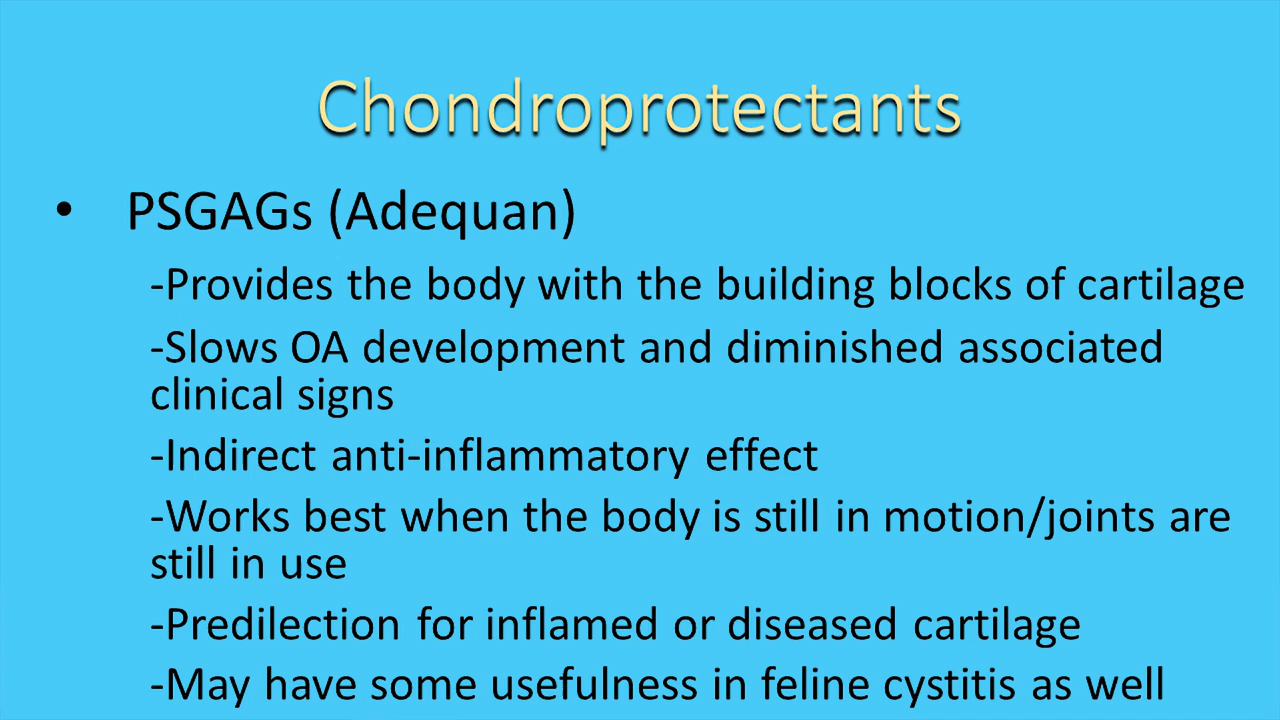 Chondroprotectants
• PSGAGs (Adequan)
-Provides the body with the building blocks of cartilage
-Slows OA development and diminished associated
clinical signs
-Indirect anti-inflammatory effect
-Works best when the body is still in motion/joints are
still in use
-Predilection for inflamed or diseased cartilage
-May have some usefulness in feline cystitis as well